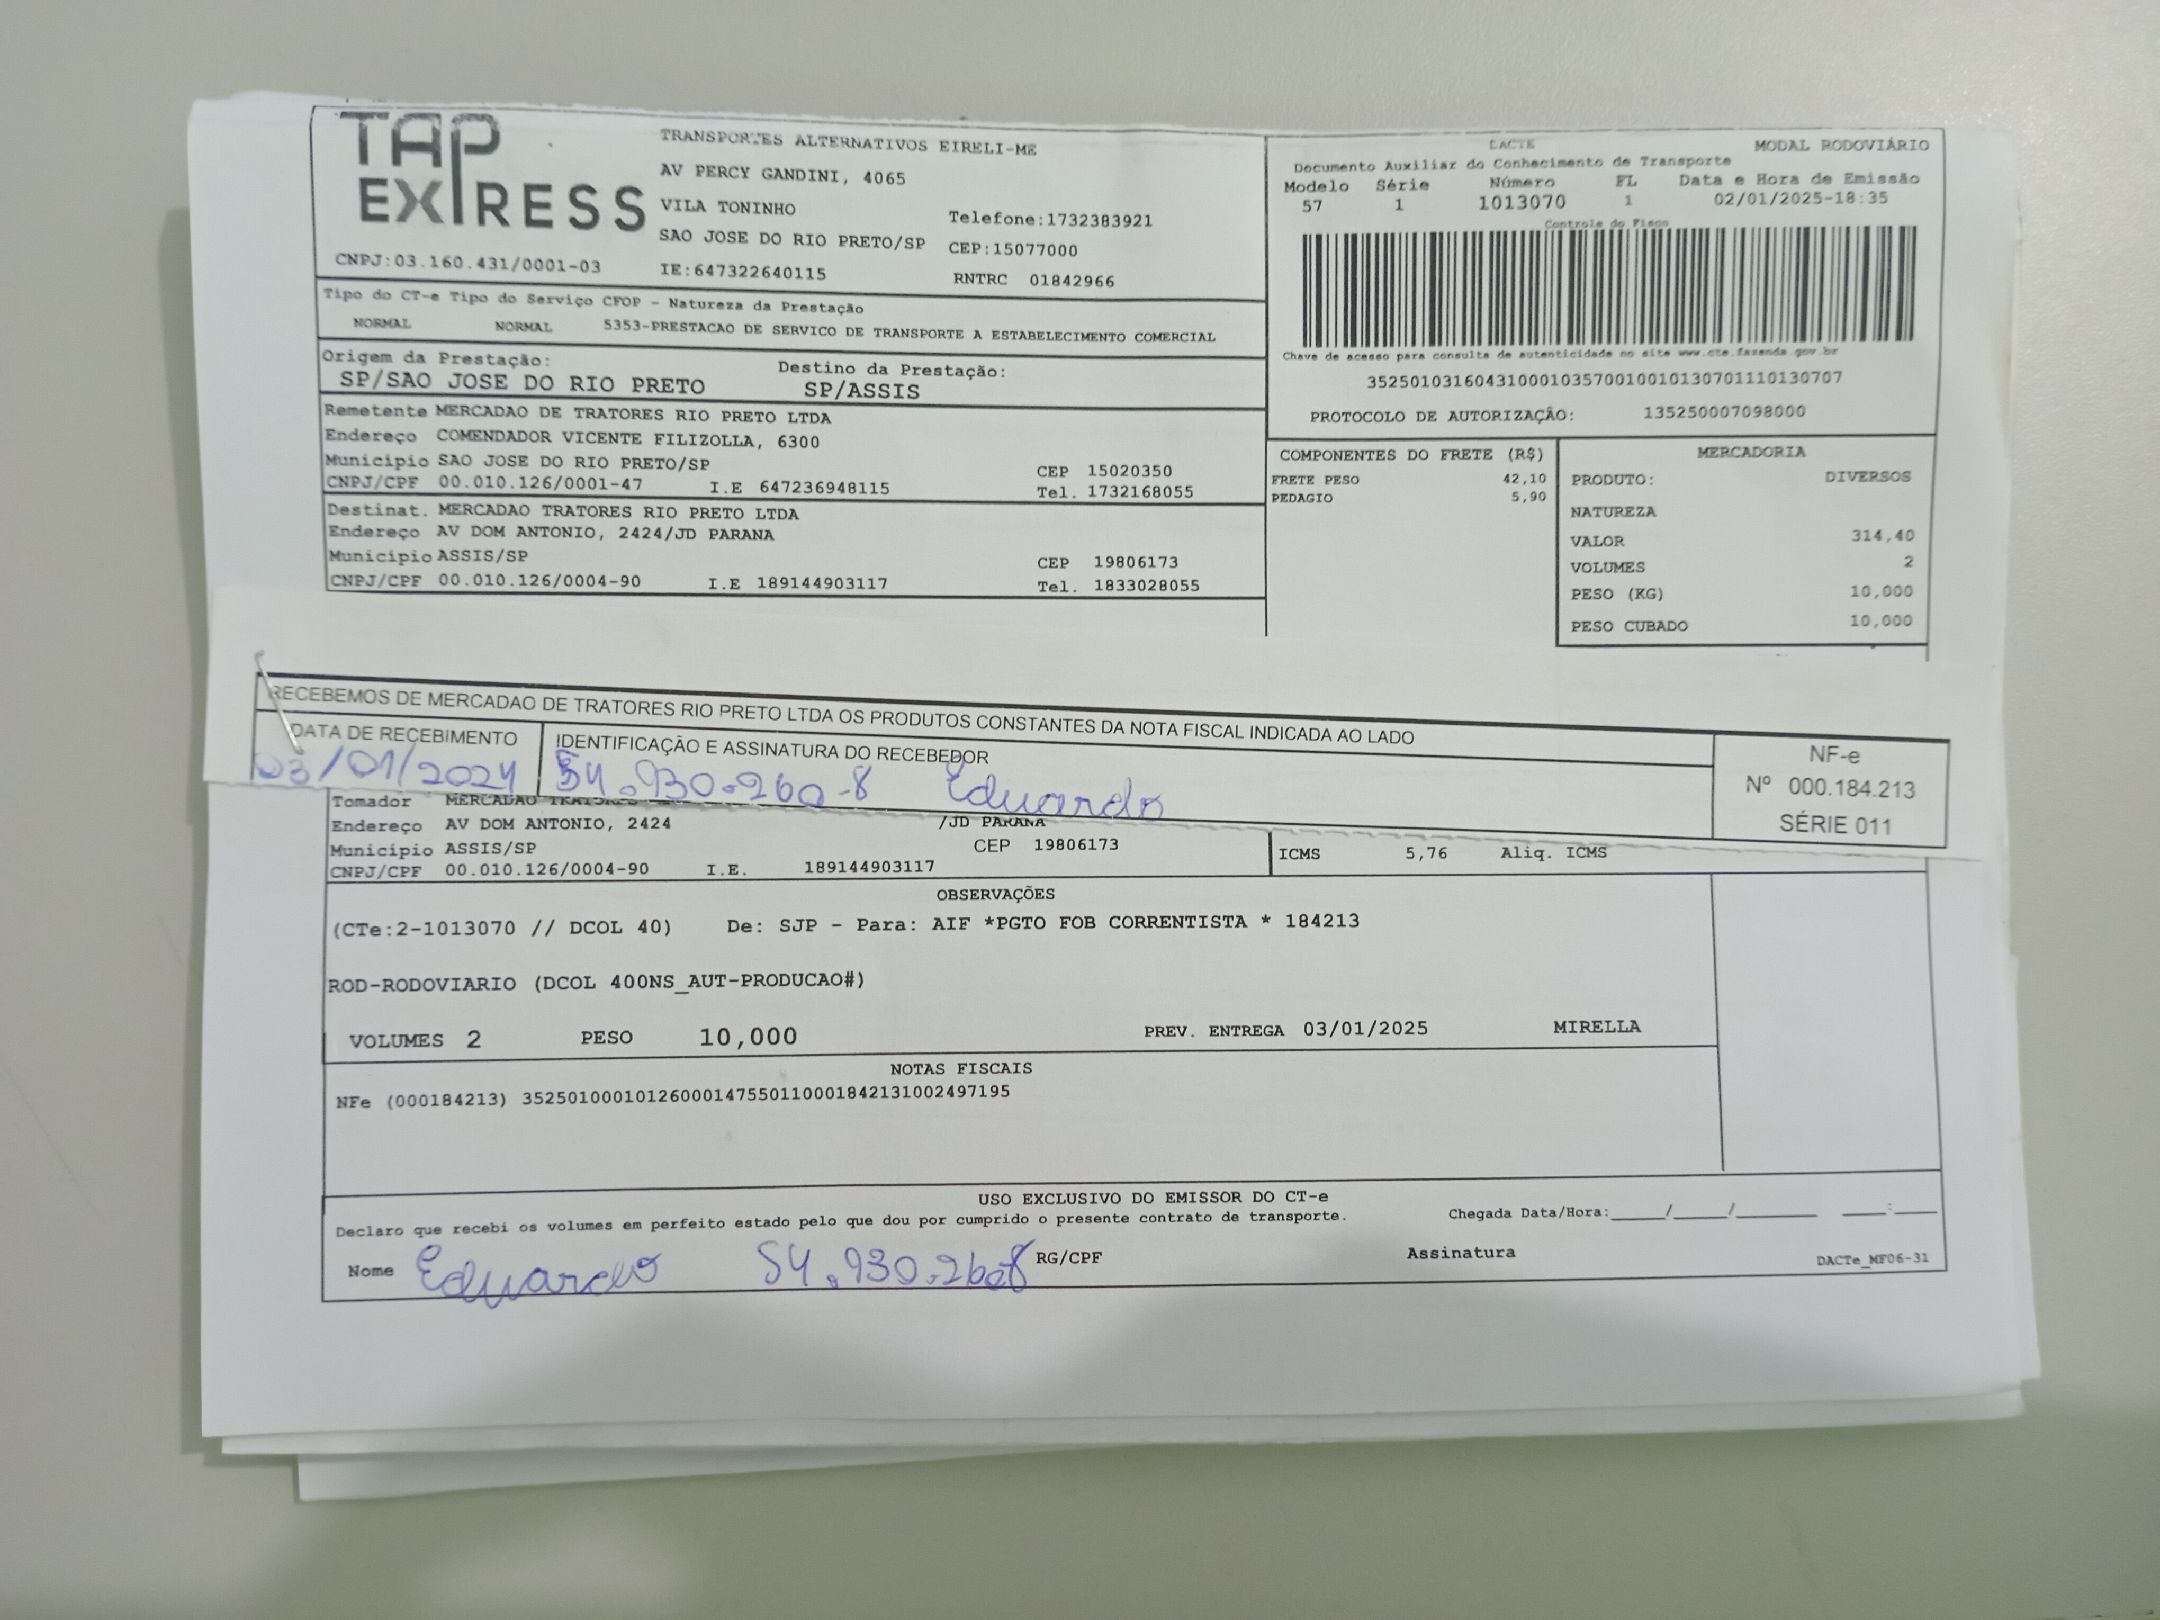 TAP EXPRESS
TRANSPORTES ALTERNATIVOS EIRELI-ME
AV PERCY GANDINI, 4065
VILA TONINHO
Telefone:1732383921
SAO JOSE DO RIO PRETO/SP CEP:15077000
CNPJ:03.160.431/0001-03 IE:647322640115 RNTRC 01842966
DACTE MODAL RODOVIÁRIO
Documento Auxiliar do Conhecimento de Transporte
Modelo Série Número FL Data e Hora de Emissão
57 1 1013070 1 02/01/2025-18:35
Controle do Fisco
Chave de acesso para consulta de autenticidade no site www.cte.fazenda.gov.br
35250103160431000103570010010130701110130707
PROTOCOLO DE AUTORIZAÇÃO: 135250007098000
Tipo do CT-e Tipo do Serviço CFOP - Natureza da Prestação
NORMAL NORMAL 5353-PRESTACAO DE SERVICO DE TRANSPORTE A ESTABELECIMENTO COMERCIAL
Origem da Prestação: Destino da Prestação:
SP/SAO JOSE DO RIO PRETO SP/ASSIS
Remetente MERCADAO DE TRATORES RIO PRETO LTDA
Endereço COMENDADOR VICENTE FILIZOLLA, 6300
Município SAO JOSE DO RIO PRETO/SP CEP 15020350
CNPJ/CPF 00.010.126/0001-47 I.E 647236948115 Tel. 1732168055
Destinat. MERCADAO TRATORES RIO PRETO LTDA
Endereço AV DOM ANTONIO, 2424/JD PARANA
Município ASSIS/SP CEP 19806173
CNPJ/CPF 00.010.126/0004-90 I.E 189144903117 Tel. 1833028055
COMPONENTES DO FRETE (R$)
FRETE PESO 42,10
PEDAGIO 5,90
MERCADORIA
PRODUTO: DIVERSOS
NATUREZA
VALOR 314,40
VOLUMES 2
PESO (KG) 10,000
PESO CUBADO 10,000
RECEBEMOS DE MERCADAO DE TRATORES RIO PRETO LTDA OS PRODUTOS CONSTANTES DA NOTA FISCAL INDICADA AO LADO
DATA DE RECEBIMENTO IDENTIFICAÇÃO E ASSINATURA DO RECEBEDOR
03/01/2024 54.930.260-8 Eduardo
NF-e
Nº 000.184.213
SÉRIE 011
Tomador MERCADAO TRATORES
Endereço AV DOM ANTONIO, 2424 /JD PARANA
Município ASSIS/SP CEP 19806173
CNPJ/CPF 00.010.126/0004-90 I.E. 189144903117
ICMS 5,76 Aliq. ICMS
OBSERVAÇÕES
(CTe:2-1013070 // DCOL 40) De: SJP - Para: AIF *PGTO FOB CORRENTISTA * 184213
ROD-RODOVIARIO (DCOL 400NS_AUT-PRODUCAO#)
VOLUMES 2 PESO 10,000 PREV. ENTREGA 03/01/2025 MIRELLA
NOTAS FISCAIS
NFe (000184213) 35250100010126000147550110001842131002497195
USO EXCLUSIVO DO EMISSOR DO CT-e
Declaro que recebi os volumes em perfeito estado pelo que dou por cumprido o presente contrato de transporte. Chegada Data/Hora:____/____/______ ___:___
Nome Eduardo 54.930.260-8 RG/CPF Assinatura DACTe_MF06-31